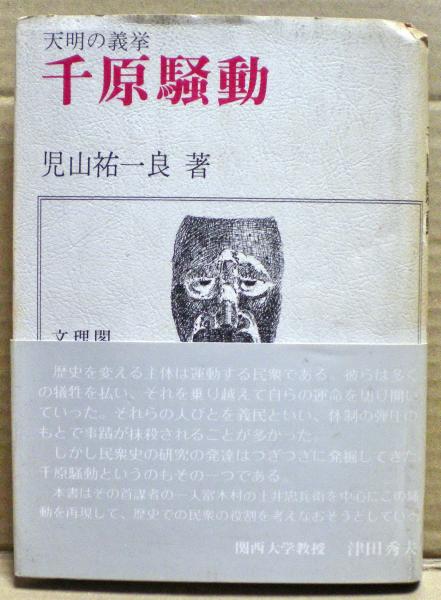 天明の義挙
千原騒動
児山祐一良 著
文理閣
歴史を変える主体は運動する民衆である。彼らは多く
の犠牲を払い、それを乗り越えて自らの運命を切り開い
ていった。それらの人びとを義民といい、体制の弾圧の
もとで事蹟が抹殺されることが多かった。
しかし民衆史の研究の発達はつぎつぎに発掘してきた
千原騒動というのもその一つである。
本書はその首謀者の一人富木村の土井忠兵衛を中心にこの騒
動を再現して、歴史での民衆の役割を考えなおそうとしてい
関西大学教授 津田秀夫